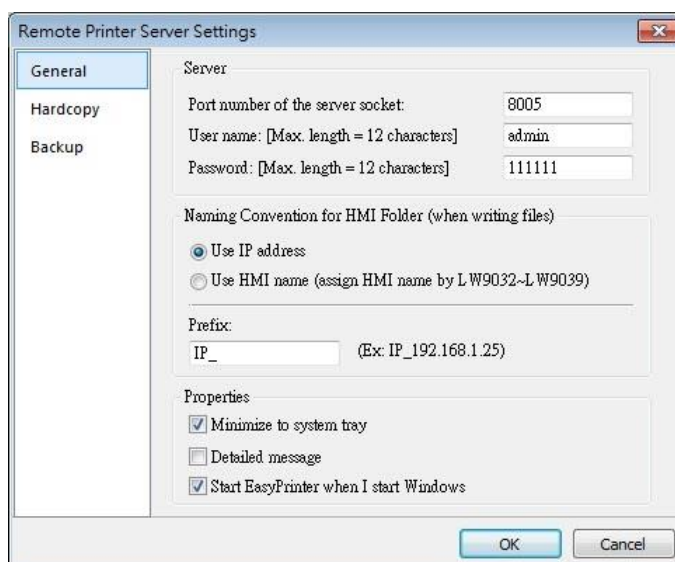 Remote Printer Server Settings
General
Hardcopy
Backup
Server
Port number of the server socket:
8005
User name: [Max. length = 12 characters]
admin
Password: [Max. length = 12 characters]
111111
Naming Convention for HMI Folder (when writing files)
Use IP address
Use HMI name (assign HMI name by LW9032~LW9039)
Prefix:
IP_
(Ex: IP_192.168.1.25)
Properties
Minimize to system tray
Detailed message
Start EasyPrinter when I start Windows
OK
Cancel